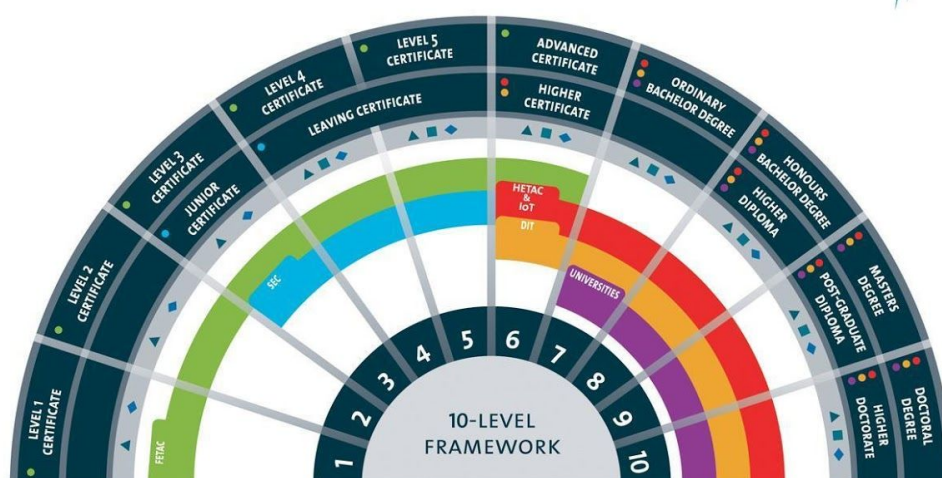 LEVEL 1
CERTIFICATE
LEVEL 2
CERTIFICATE
LEVEL 3
CERTIFICATE
JUNIOR
CERTIFICATE
LEVEL 4
CERTIFICATE
LEVEL 5
CERTIFICATE
LEAVING CERTIFICATE
ADVANCED
CERTIFICATE
HIGHER
CERTIFICATE
ORDINARY
BACHELOR DEGREE
HONOURS
BACHELOR DEGREE
HIGHER
DIPLOMA
MASTERS
DEGREE
POST-GRADUATE
DIPLOMA
DOCTORAL
DEGREE
HIGHER
DOCTORATE
FETAC
SEC
HETAC
&
IoT
DIT
UNIVERSITIES
1
2
3
4
5
6
7
8
9
10
10-LEVEL
FRAMEWORK